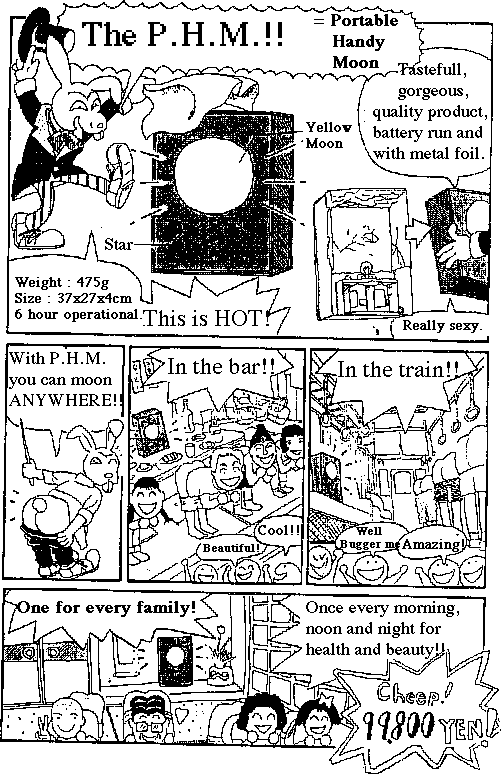 The P.H.M.!!
= Portable
Handy
Moon
Tastefull,
gorgeous,
quality product,
battery run and
with metal foil.
Yellow
Moon
Star
Weight : 475g
Size : 37x27x4cm
6 hour operational.
This is HOT!
Really sexy.
With P.H.M.
you can moon
ANYWHERE!!
In the bar!!
Beautiful!
Cool!!
In the train!!
Well
Bugger me
Amazing!
One for every family!
Once every morning,
noon and night for
health and beauty!!
Cheep!
99,800 YEN!